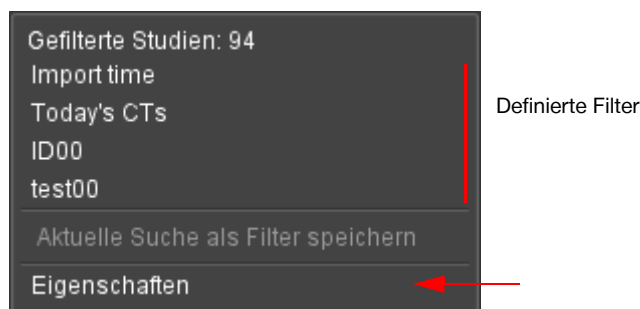 Gefilterte Studien: 94
Import time
Today's CTs
Definierte Filter
ID00
test00
Aktuelle Suche als Filter speichern
Eigenschaften